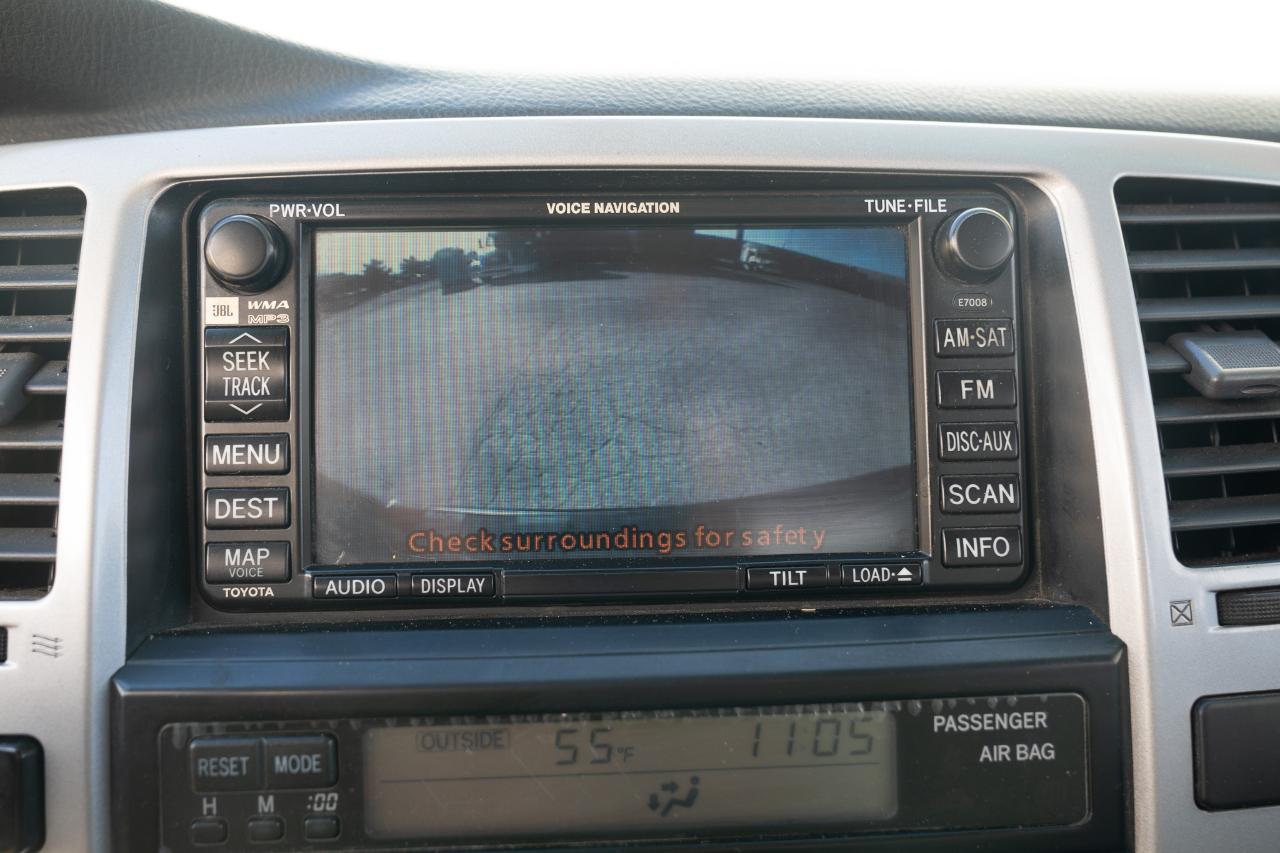 PWR·VOL
VOICE NAVIGATION
TUNE·FILE
JBL
WMA
MP3
E7008
SEEK
TRACK
MENU
DEST
MAP
VOICE
TOYOTA
AM·SAT
FM
DISC·AUX
SCAN
INFO
Check surroundings for safety
AUDIO
DISPLAY
TILT
LOAD·
RESET
MODE
H M :00
OUTSIDE 55°F 11:05
PASSENGER
AIR BAG